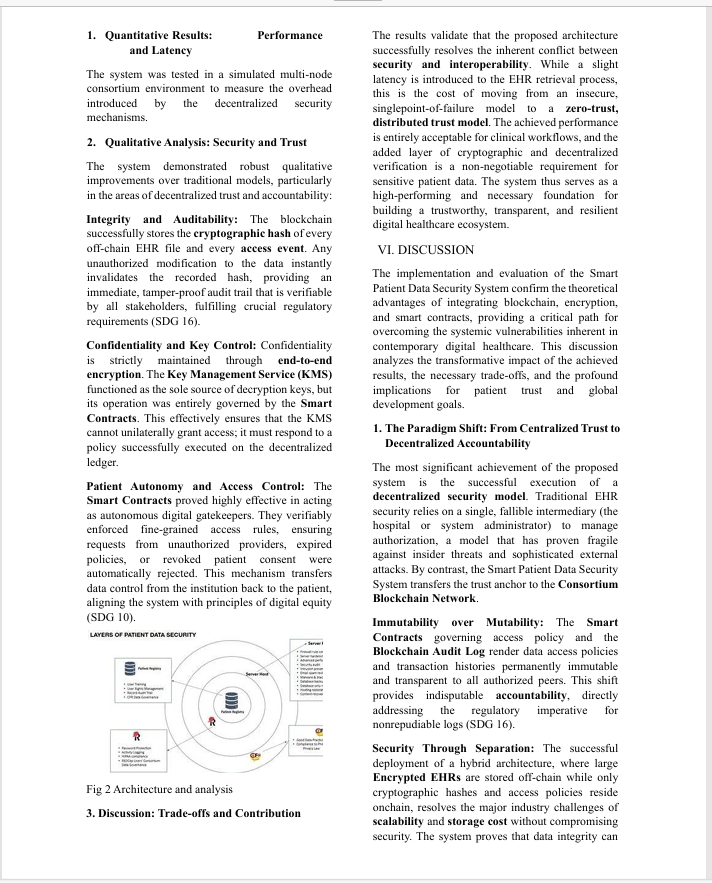 1. Quantitative Results: Performance
and Latency
The system was tested in a simulated multi-node
consortium environment to measure the overhead
introduced by the decentralized security
mechanisms.
2. Qualitative Analysis: Security and Trust
The system demonstrated robust qualitative
improvements over traditional models, particularly
in the areas of decentralized trust and accountability:
Integrity and Auditability: The blockchain
successfully stores the cryptographic hash of every
off-chain EHR file and every access event. Any
unauthorized modification to the data instantly
invalidates the recorded hash, providing an
immediate, tamper-proof audit trail that is verifiable
by all stakeholders, fulfilling crucial regulatory
requirements (SDG 16).
Confidentiality and Key Control: Confidentiality
is strictly maintained through end-to-end
encryption. The Key Management Service (KMS)
functioned as the sole source of decryption keys, but
its operation was entirely governed by the Smart
Contracts. This effectively ensures that the KMS
cannot unilaterally grant access; it must respond to a
policy successfully executed on the decentralized
ledger.
Patient Autonomy and Access Control: The
Smart Contracts proved highly effective in acting
as autonomous digital gatekeepers. They verifiably
enforced fine-grained access rules, ensuring
requests from unauthorized providers, expired
policies, or revoked patient consent were
automatically rejected. This mechanism transfers
data control from the institution back to the patient,
aligning the system with principles of digital equity
(SDG 10).
LAYERS OF PATIENT DATA SECURITY
Patient Registry
User Training
User Rights Management
Record Audit Trail
Data Governance
Server Host
Patient Registry
Password Protection
Activity Logging
HIPAA compliance
REDCap User/ Consortium
Data Governance
Fig 2 Architecture and analysis
3. Discussion: Trade-offs and Contribution
The results validate that the proposed architecture
successfully resolves the inherent conflict between
security and interoperability. While a slight
latency is introduced to the EHR retrieval process,
this is the cost of moving from an insecure,
singlepoint-of-failure model to a zero-trust,
distributed trust model. The achieved performance
is entirely acceptable for clinical workflows, and the
added layer of cryptographic and decentralized
verification is a non-negotiable requirement for
sensitive patient data. The system thus serves as a
high-performing and necessary foundation for
building a trustworthy, transparent, and resilient
digital healthcare ecosystem.
VI. DISCUSSION
The implementation and evaluation of the Smart
Patient Data Security System confirm the theoretical
advantages of integrating blockchain, encryption,
and smart contracts, providing a critical path for
overcoming the systemic vulnerabilities inherent in
contemporary digital healthcare. This discussion
analyzes the transformative impact of the achieved
results, the necessary trade-offs, and the profound
implications for patient trust and global
development goals.
1. The Paradigm Shift: From Centralized Trust to
Decentralized Accountability
The most significant achievement of the proposed
system is the successful execution of a
decentralized security model. Traditional EHR
security relies on a single, fallible intermediary (the
hospital or system administrator) to manage
authorization, a model that has proven fragile
against insider threats and sophisticated external
attacks. By contrast, the Smart Patient Data Security
System transfers the trust anchor to the Consortium
Blockchain Network.
Immutability over Mutability: The Smart
Contracts governing access policy and the
Blockchain Audit Log render data access policies
and transaction histories permanently immutable
and transparent to all authorized peers. This shift
provides indisputable accountability, directly
addressing the regulatory imperative for
nonrepudiable logs (SDG 16).
Security Through Separation: The successful
deployment of a hybrid architecture, where large
Encrypted EHRs are stored off-chain while only
cryptographic hashes and access policies reside
onchain, resolves the major industry challenges of
scalability and storage cost without compromising
security. The system proves that data integrity can